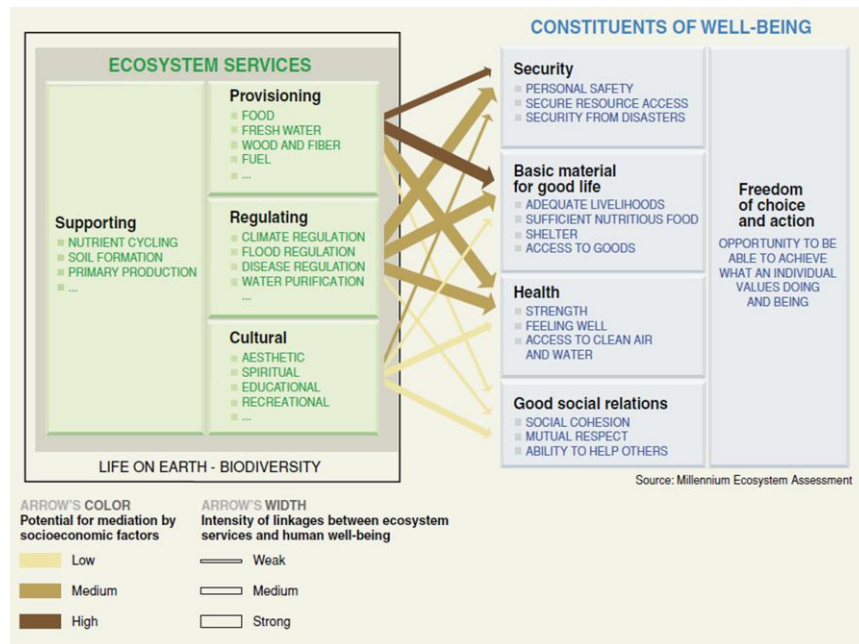 CONSTITUENTS OF WELL-BEING
ECOSYSTEM SERVICES
Supporting
NUTRIENT CYCLING
SOIL FORMATION
PRIMARY PRODUCTION
...
Provisioning
FOOD
FRESH WATER
WOOD AND FIBER
FUEL
...
Regulating
CLIMATE REGULATION
FLOOD REGULATION
DISEASE REGULATION
WATER PURIFICATION
...
Cultural
AESTHETIC
SPIRITUAL
EDUCATIONAL
RECREATIONAL
...
LIFE ON EARTH - BIODIVERSITY
Security
PERSONAL SAFETY
SECURE RESOURCE ACCESS
SECURITY FROM DISASTERS
Basic material
for good life
ADEQUATE LIVELIHOODS
SUFFICIENT NUTRITIOUS FOOD
SHELTER
ACCESS TO GOODS
Health
STRENGTH
FEELING WELL
ACCESS TO CLEAN AIR
AND WATER
Good social relations
SOCIAL COHESION
MUTUAL RESPECT
ABILITY TO HELP OTHERS
Freedom
of choice
and action
OPPORTUNITY TO BE
ABLE TO ACHIEVE
WHAT AN INDIVIDUAL
VALUES DOING
AND BEING
Source: Millennium Ecosystem Assessment
ARROW'S COLOR
Potential for mediation by
socioeconomic factors
Low
Medium
High
ARROW'S WIDTH
Intensity of linkages between ecosystem
services and human well-being
Weak
Medium
Strong